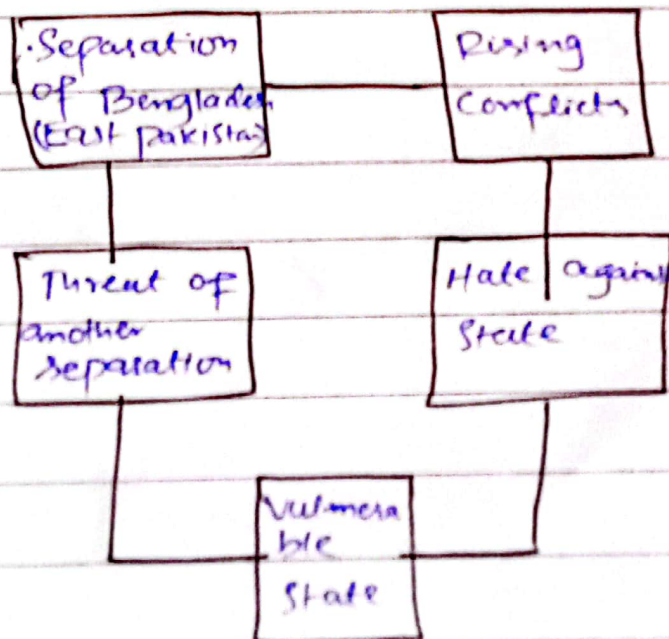 .Separation
of Bengladesh
(East pakistan)
Rising
Conflicts
Threat of
another
separation
Hate against
State
Vulnera
ble
State